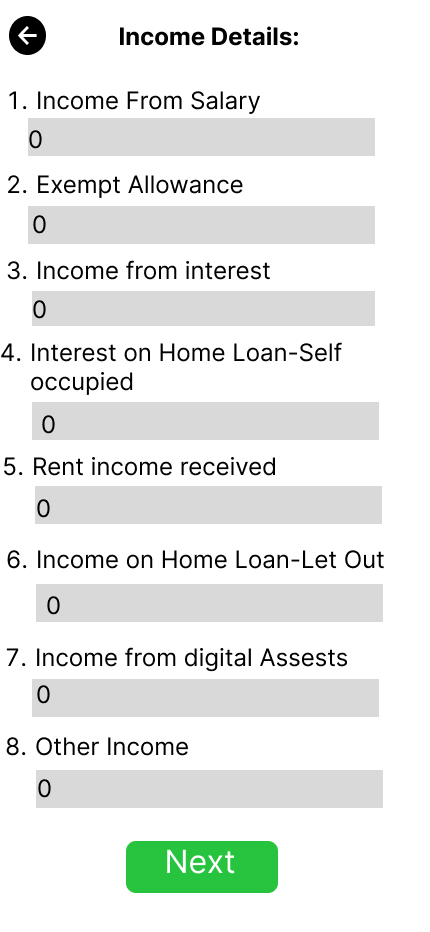 Income Details:
1. Income From Salary
0
2. Exempt Allowance
0
3. Income from interest
0
4. Interest on Home Loan-Self
occupied
0
5. Rent income received
0
6. Income on Home Loan-Let Out
0
7. Income from digital Assests
0
8. Other Income
0
Next